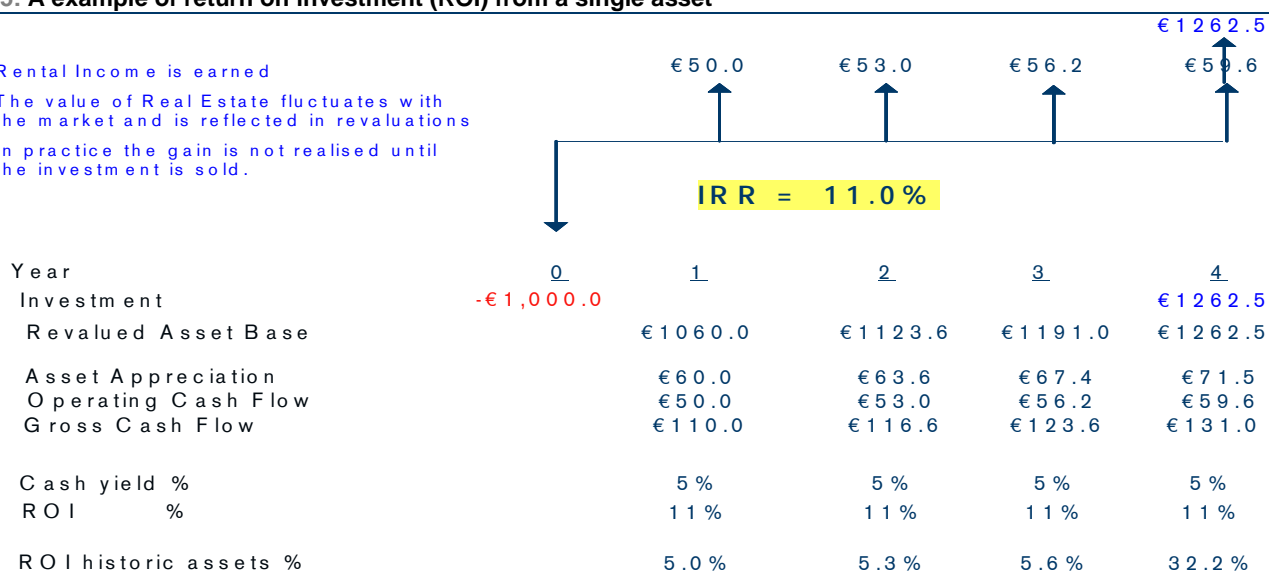 5. A example of return on investment (ROI) from a single asset
€1262.5
Rental Income is earned
€50.0 €53.0 €56.2 €59.6
The value of Real Estate fluctuates with
the market and is reflected in revaluations
In practice the gain is not realised until
the investment is sold.
IRR = 11.0%
Year 0 1 2 3 4
Investment -€1,000.0 €1262.5
Revalued Asset Base €1060.0 €1123.6 €1191.0 €1262.5
Asset Appreciation €60.0 €63.6 €67.4 €71.5
Operating Cash Flow €50.0 €53.0 €56.2 €59.6
Gross Cash Flow €110.0 €116.6 €123.6 €131.0
Cash yield % 5% 5% 5% 5%
ROI % 11% 11% 11% 11%
ROI historic assets % 5.0% 5.3% 5.6% 32.2%